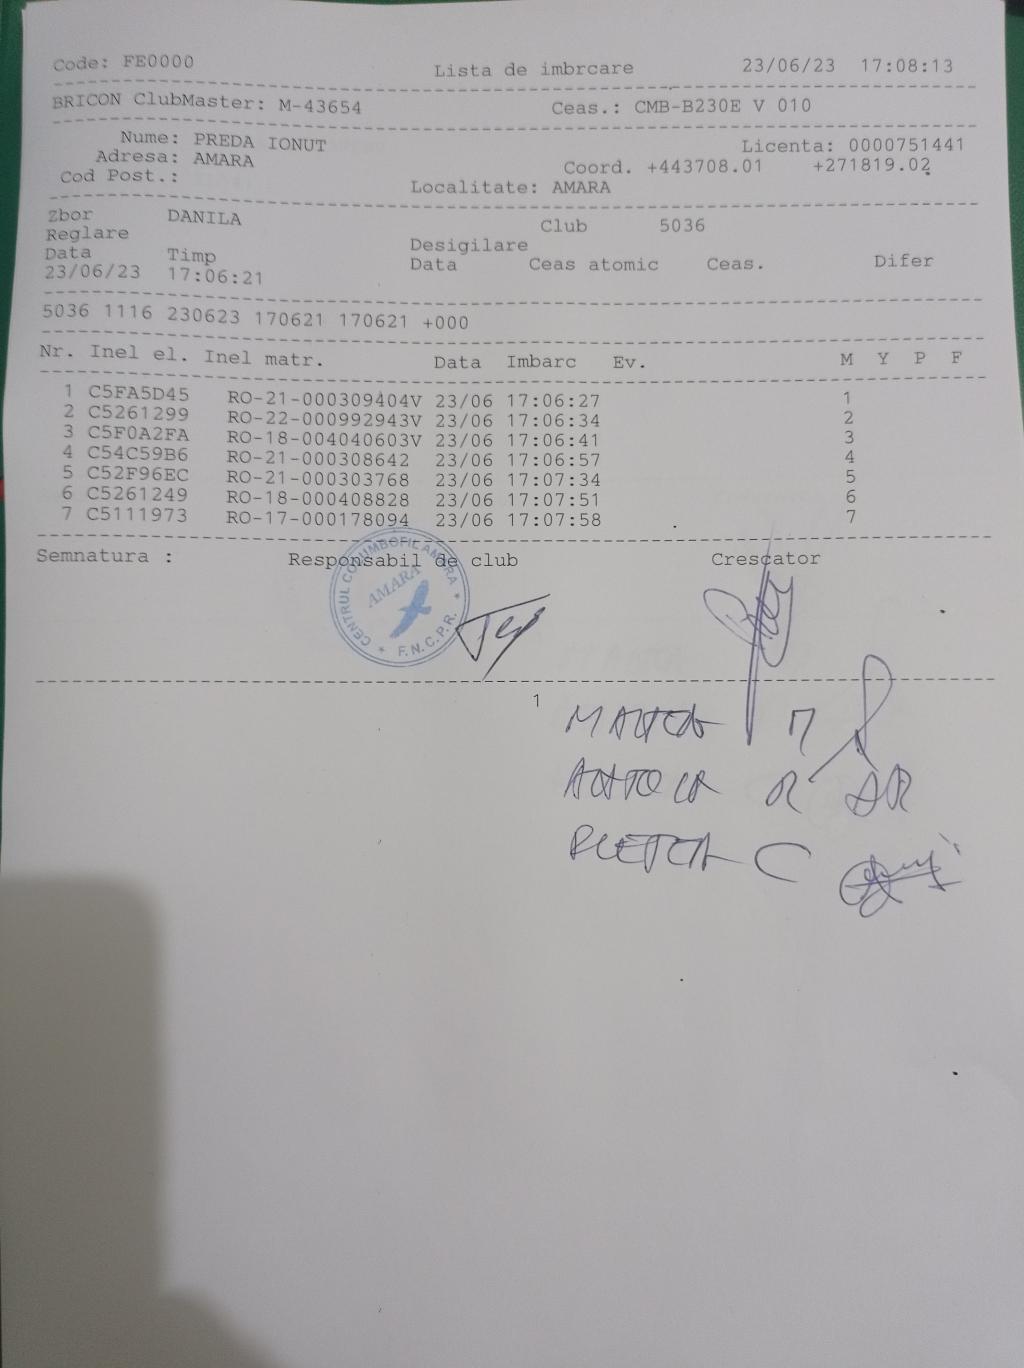 Code: FE0000 Lista de imbrcare 23/06/23 17:08:13
BRICON ClubMaster: M-43654 Ceas.: CMB-B230E V 010
Nume: PREDA IONUT Licenta: 0000751441
Adresa: AMARA Coord. +443708.01 +271819.02
Cod Post.: Localitate: AMARA
Zbor DANILA Club 5036
Reglare Desigilare
Data Timp Data Ceas atomic Ceas. Difer
23/06/23 17:06:21
5036 1116 230623 170621 170621 +000
Nr. Inel el. Inel matr. Data Imbarc Ev. M Y P F
1 C5FA5D45 RO-21-000309404V 23/06 17:06:27 1
2 C5261299 RO-22-000992943V 23/06 17:06:34 2
3 C5F0A2FA RO-18-004040603V 23/06 17:06:41 3
4 C54C59B6 RO-21-000308642 23/06 17:06:57 4
5 C52F96EC RO-21-000303768 23/06 17:07:34 5
6 C5261249 RO-18-000408828 23/06 17:07:51 6
7 C5111973 RO-17-000178094 23/06 17:07:58 7
Semnatura : Responsabil de club Crescator
CENTRUL COLUMBOFIL AMARA
AMARA
F.N.C.P.R.
1